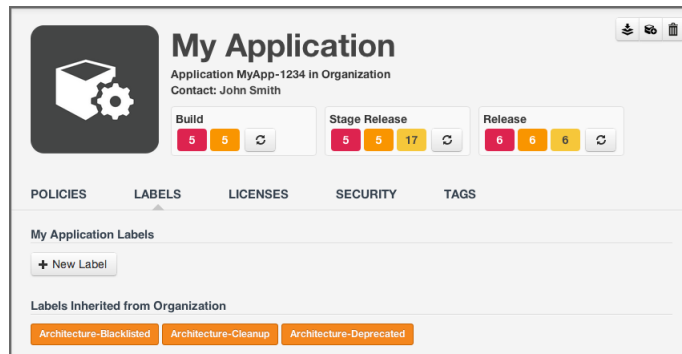 My Application
Application MyApp-1234 in Organization
Contact: John Smith
Build Stage Release Release
5 5 5 5 17 6 6 6
POLICIES LABELS LICENSES SECURITY TAGS
My Application Labels
+ New Label
Labels Inherited from Organization
Architecture-Blacklisted Architecture-Cleanup Architecture-Deprecated